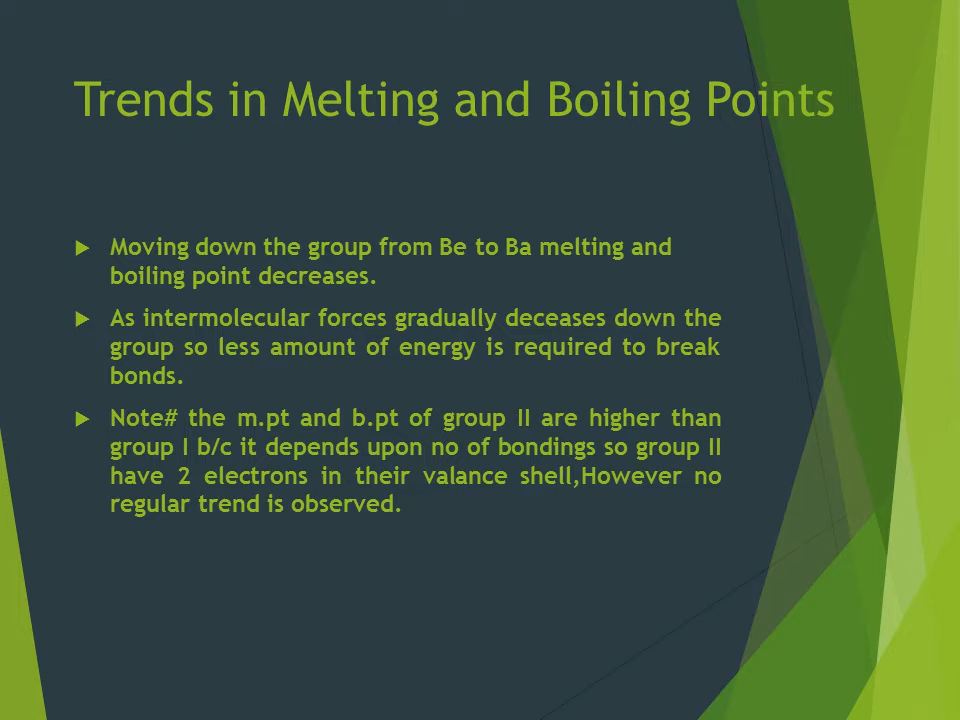 Trends in Melting and Boiling Points
Moving down the group from Be to Ba melting and
boiling point decreases.
As intermolecular forces gradually deceases down the
group so less amount of energy is required to break
bonds.
Note# the m.pt and b.pt of group II are higher than
group I b/c it depends upon no of bondings so group II
have 2 electrons in their valance shell,However no
regular trend is observed.